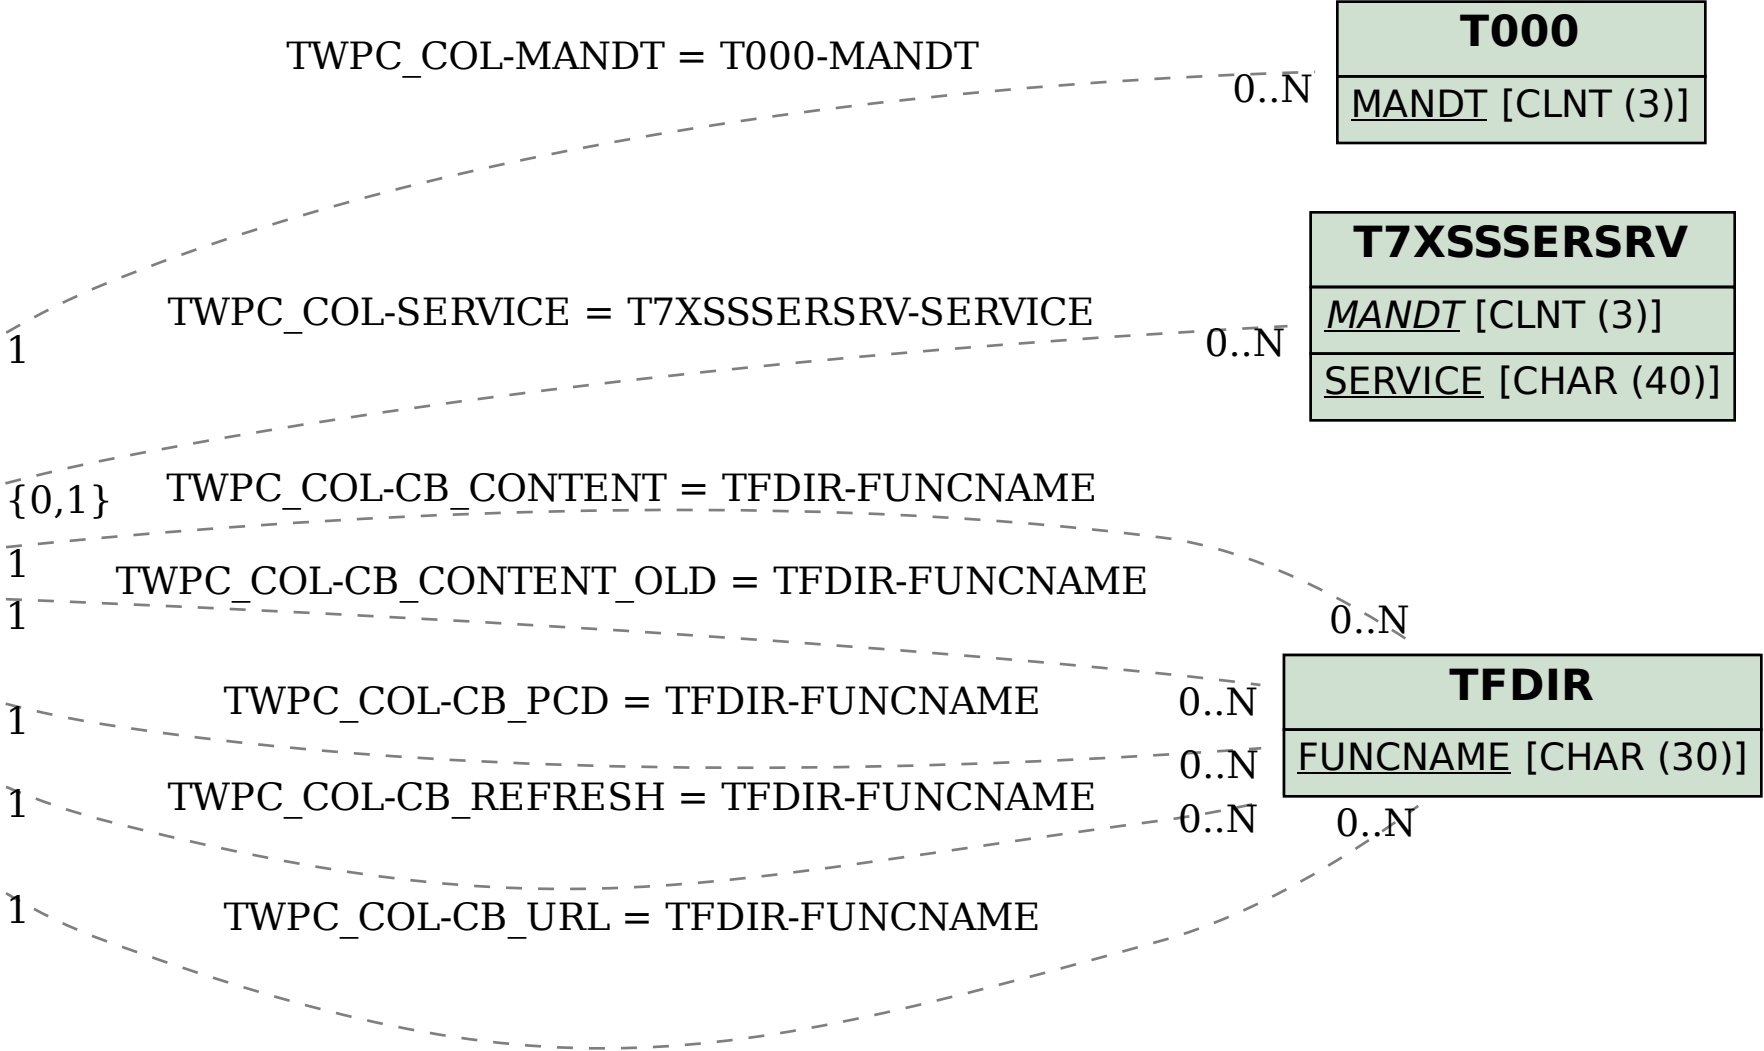 T000
TWPC_COL-MANDT = T000-MANDT
0..N
MANDT [CLNT (3)]
T7XSSSERSRV
TWPC_COL-SERVICE = T7XSSSERSRV-SERVICE
MANDT [CLNT (3)]
1
0..N
SERVICE [CHAR (40)]
TWPC_COL-CB_CONTENT = TFDIR-FUNCNAME
{0,1}
1
TWPC_COL-CB_CONTENT_OLD = TFDIR-FUNCNAME
1
0..N
TFDIR
TWPC_COL-CB_PCD = TFDIR-FUNCNAME
0..N
1
FUNCNAME [CHAR (30)]
0..N
TWPC_COL-CB_REFRESH = TFDIR-FUNCNAME
1
0..N
0..N
TWPC_COL-CB_URL = TFDIR-FUNCNAME
1